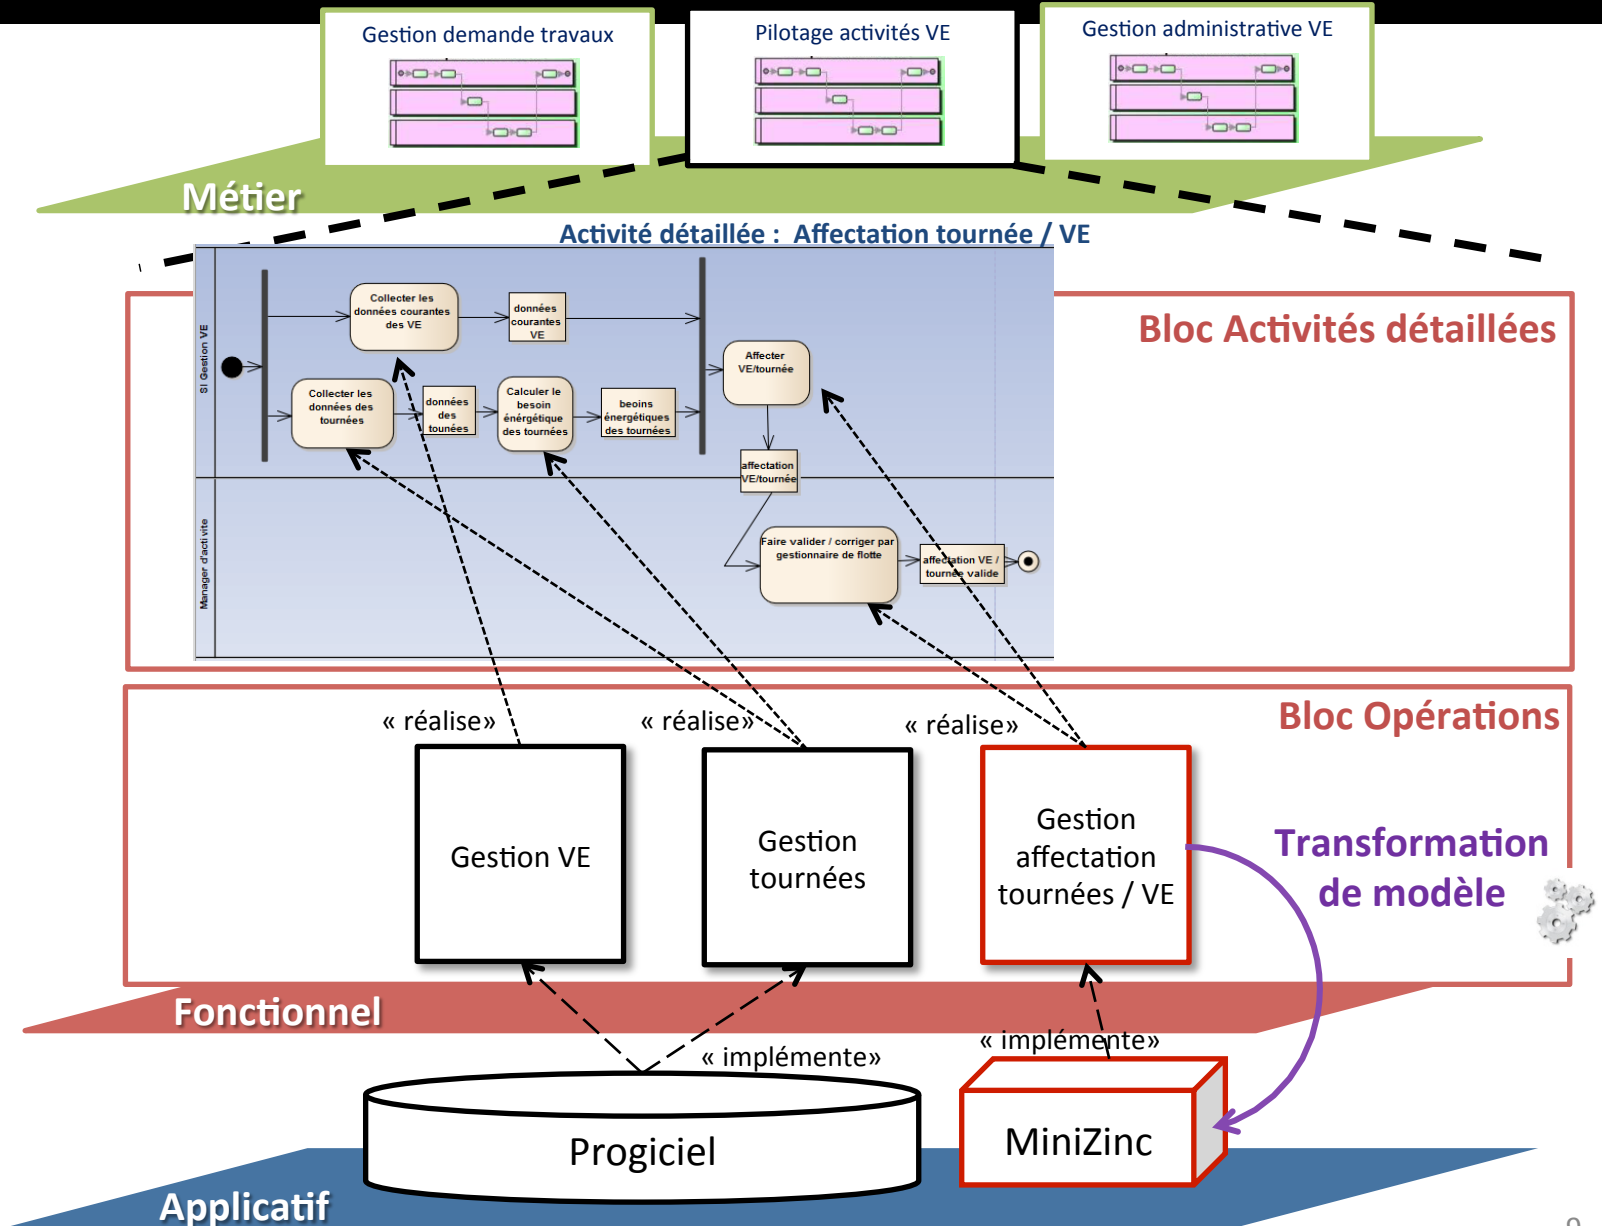 Gestion demande travaux
Pilotage activités VE
Gestion administrative VE
Métier
Activité détaillée : Affectation tournée / VE
Bloc Activités détaillées
SI Gestion VE
Collecter les
données courantes
des VE
données
courantes
VE
Collecter les
données des
tournées
données
des
tounées
Calculer le
besoin
énérgétique
des tournées
beoins
énergétiques
des tournées
Affecter
VE/tournée
affectation
VE/tournée
Manager d'activite
Faire valider / corriger par
gestionnaire de flotte
affectation VE /
tournée valide
Bloc Opérations
« réalise»
« réalise»
« réalise»
Gestion VE
Gestion
tournées
Gestion
affectation
tournées / VE
Transformation
de modèle
Fonctionnel
« implémente»
« implémente»
Progiciel
MiniZinc
Applicatif